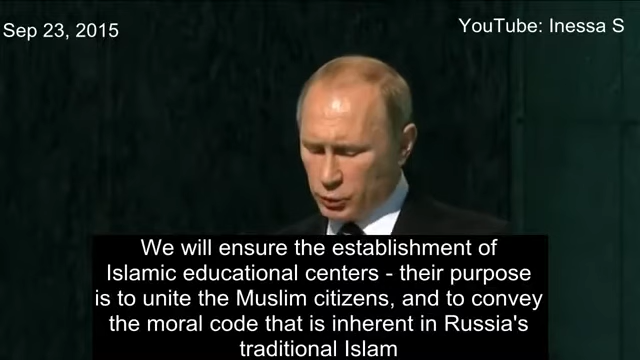 Sep 23, 2015
YouTube: Inessa S
We will ensure the establishment of
Islamic educational centers - their purpose
is to unite the Muslim citizens, and to convey
the moral code that is inherent in Russia's
traditional Islam